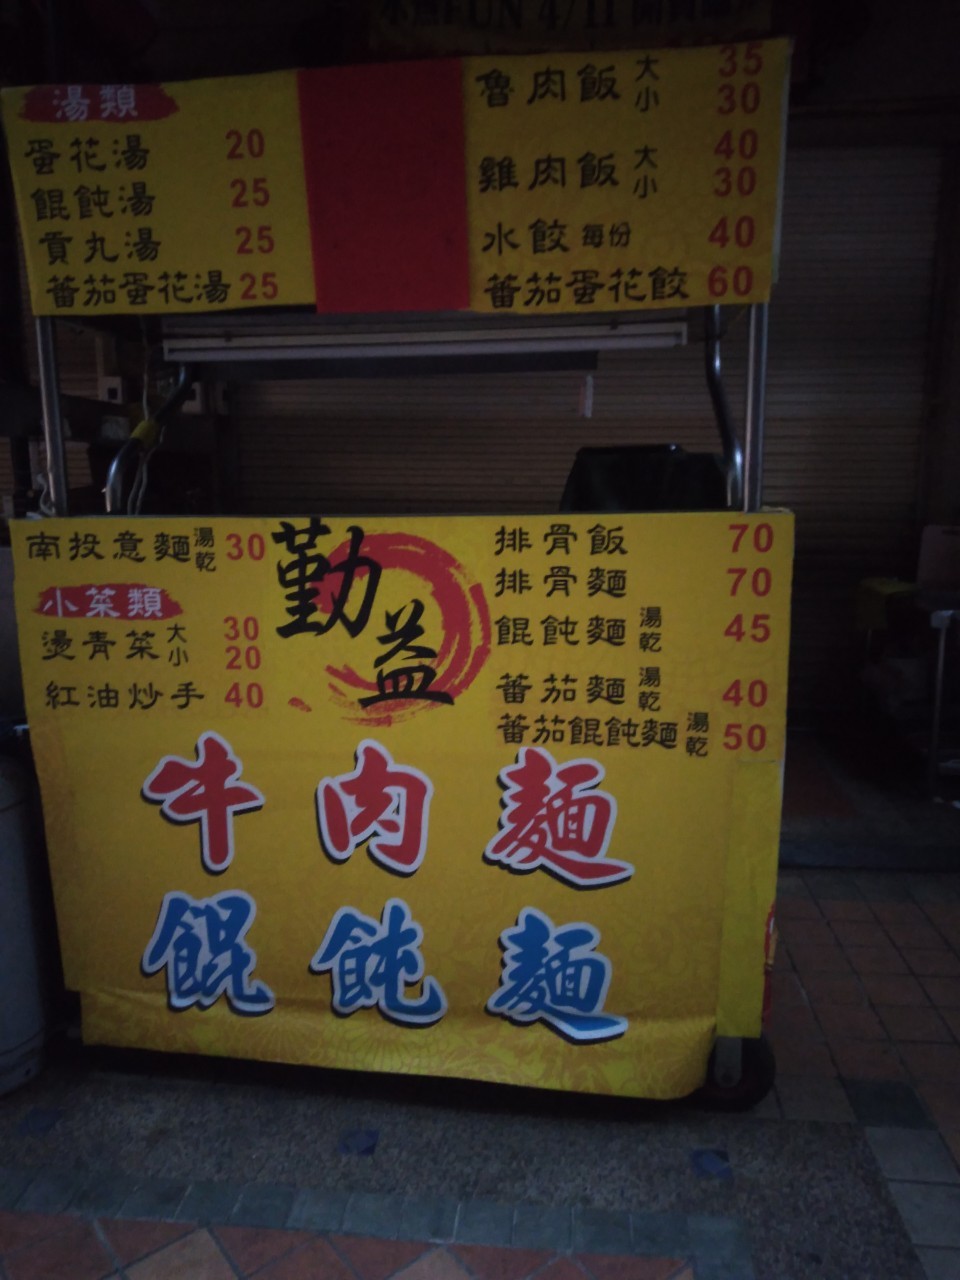 FUN 4/11
湯類
蛋花湯 20
餛飩湯 25
貢丸湯 25
蕃茄蛋花湯 25
魯肉飯 大 35
小 30
雞肉飯 大 40
小 30
水餃 每份 40
蕃茄蛋花餃 60
南投意麵 湯 乾 30
小菜類
燙青菜 大 30
小 20
紅油炒手 40
勤益
排骨飯 70
排骨麵 70
餛飩麵 湯 乾 45
蕃茄麵 湯 乾 40
蕃茄餛飩麵 湯 乾 50
牛肉麵
餛飩麵